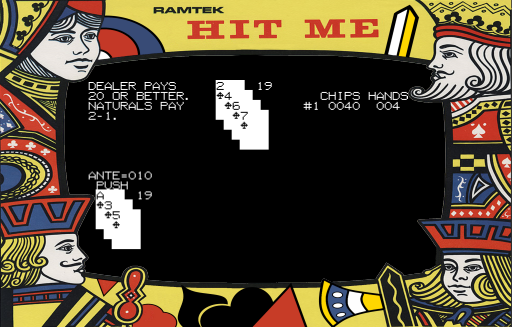 RAMTEK
HIT ME
DEALER PAYS
20 OR BETTER.
NATURALS PAY
2-1.
2 19
♣4
♣6
♣7
♣
CHIPS HANDS
#1 0040 004
ANTE=010
PUSH
A 19
♣3
♣5
♣